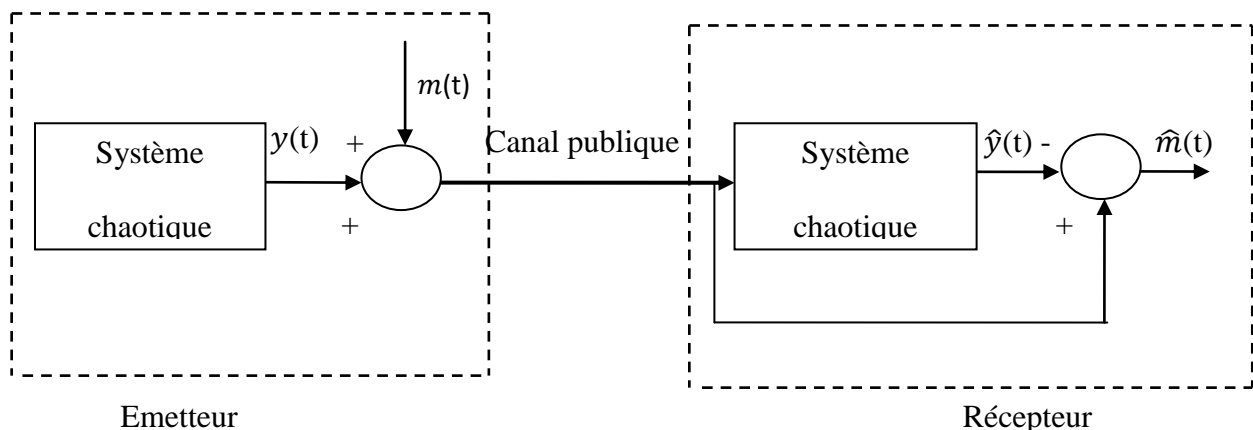 m(t)
Système
chaotique
y(t)
+
+
Canal publique
Système
chaotique
ŷ(t) -
+
m̂(t)
Emetteur
Récepteur